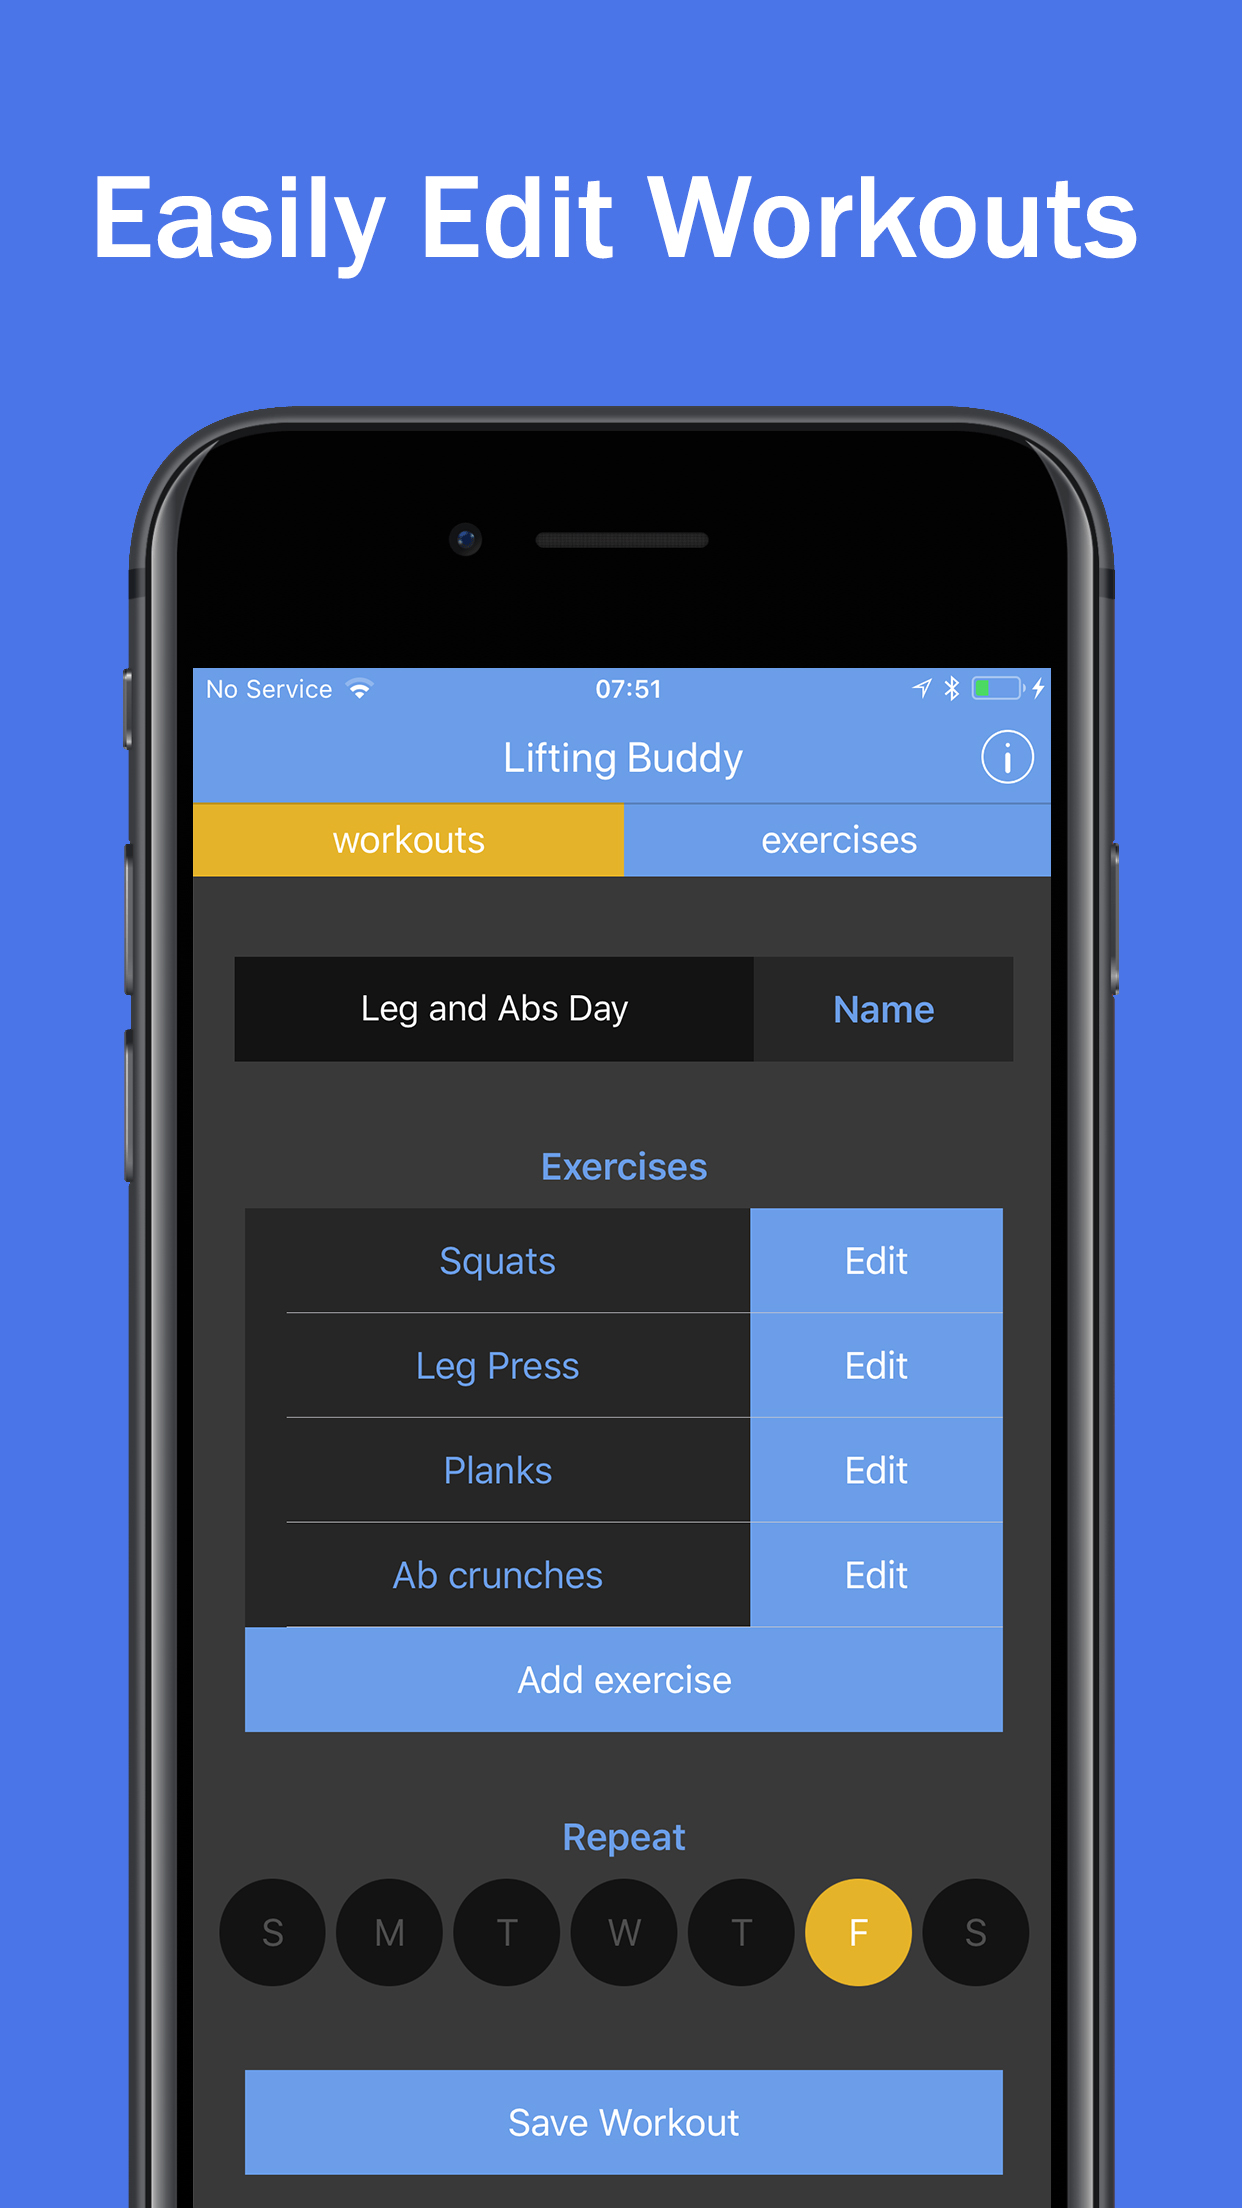 Easily Edit Workouts
No Service 07:51
Lifting Buddy
workouts exercises
Leg and Abs Day Name
Exercises
Squats Edit
Leg Press Edit
Planks Edit
Ab crunches Edit
Add exercise
Repeat
S M T W T F S
Save Workout